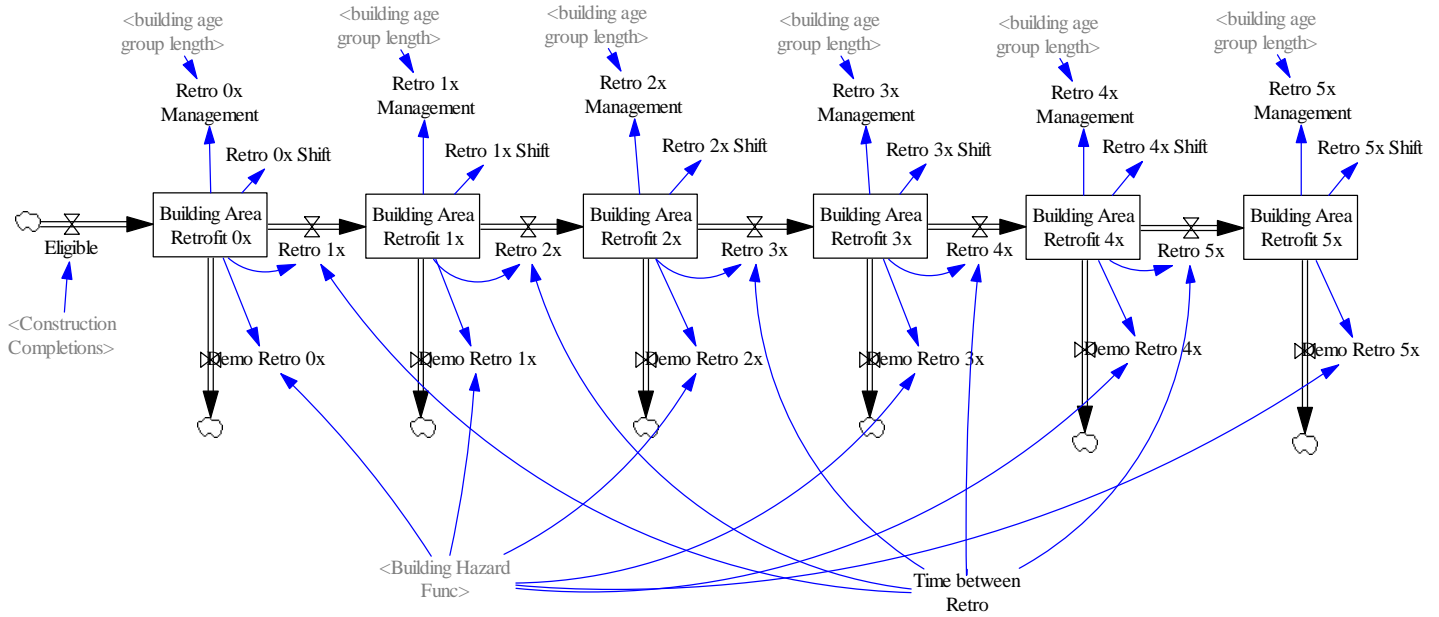 <building age
group length>
<building age
group length>
<building age
group length>
<building age
group length>
<building age
group length>
<building age
group length>
Retro 0x
Management
Retro 1x
Management
Retro 2x
Management
Retro 3x
Management
Retro 4x
Management
Retro 5x
Management
Retro 0x Shift
Retro 1x Shift
Retro 2x Shift
Retro 3x Shift
Retro 4x Shift
Retro 5x Shift
Building Area
Retrofit 0x
Building Area
Retrofit 1x
Building Area
Retrofit 2x
Building Area
Retrofit 3x
Building Area
Retrofit 4x
Building Area
Retrofit 5x
Eligible
Retro 1x
Retro 2x
Retro 3x
Retro 4x
Retro 5x
<Construction
Completions>
Demo Retro 0x
Demo Retro 1x
Demo Retro 2x
Demo Retro 3x
Demo Retro 4x
Demo Retro 5x
<Building Hazard
Func>
Time between
Retro